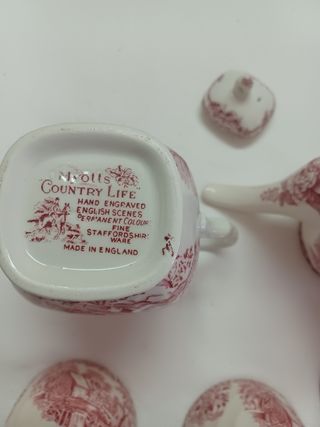 Myotts
COUNTRY LIFE
HAND ENGRAVED
ENGLISH SCENES
PERMANENT COLOUR
FINE
STAFFORDSHIRE
WARE
MADE IN ENGLAND